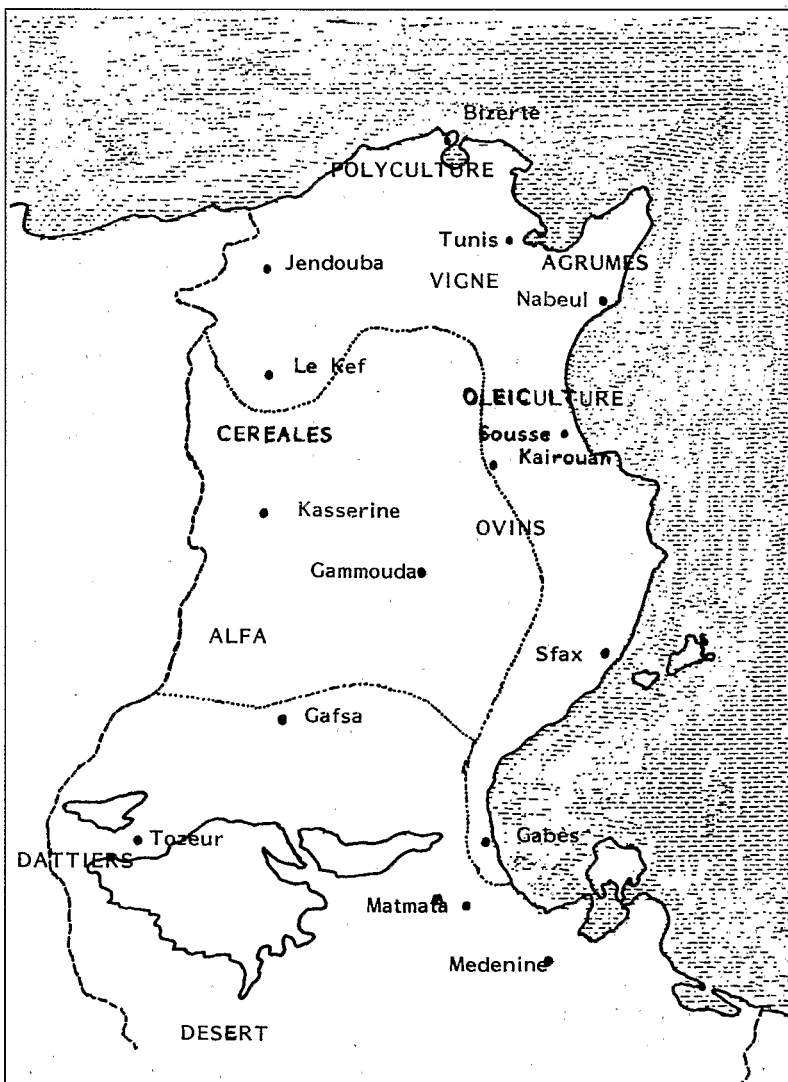 Bizerte
POLYCULTURE
Tunis
AGRUMES
Jendouba
VIGNE
Nabeul
Le Kef
OLEICULTURE
CEREALES
Sousse
Kairouan
Kasserine
OVINS
Gammouda
ALFA
Sfax
Gafsa
Tozeur
Gabès
DATTIERS
Matmata
Medenine
DESERT